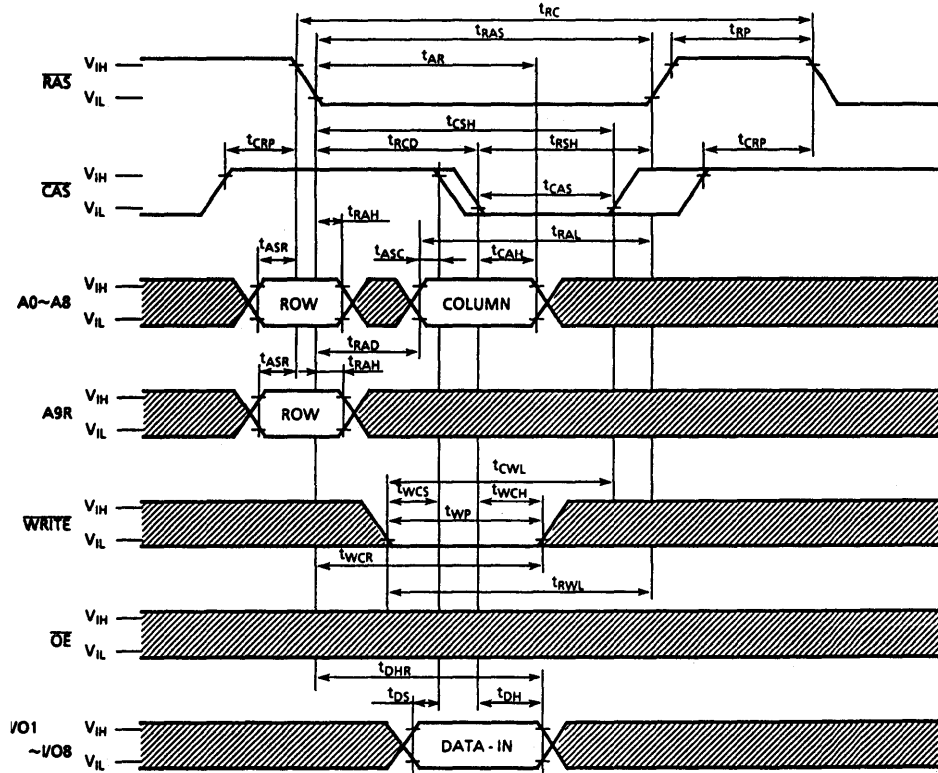 tRC
tRAS
tRP
tAR
RAS
VIH
VIL
tCSH
tCRP
tRCD
tRSH
tCRP
CAS
VIH
VIL
tCAS
tRAH
tRAL
tASR
tASC
tCAH
A0~A8
VIH
VIL
ROW
COLUMN
tRAD
tASR
tRAH
A9R
VIH
VIL
ROW
tCWL
tWCS
tWCH
WRITE
VIH
VIL
tWP
tWCR
tRWL
OE
VIH
VIL
tDHR
tDS
tDH
I/O1
~I/O8
VIH
VIL
DATA - IN